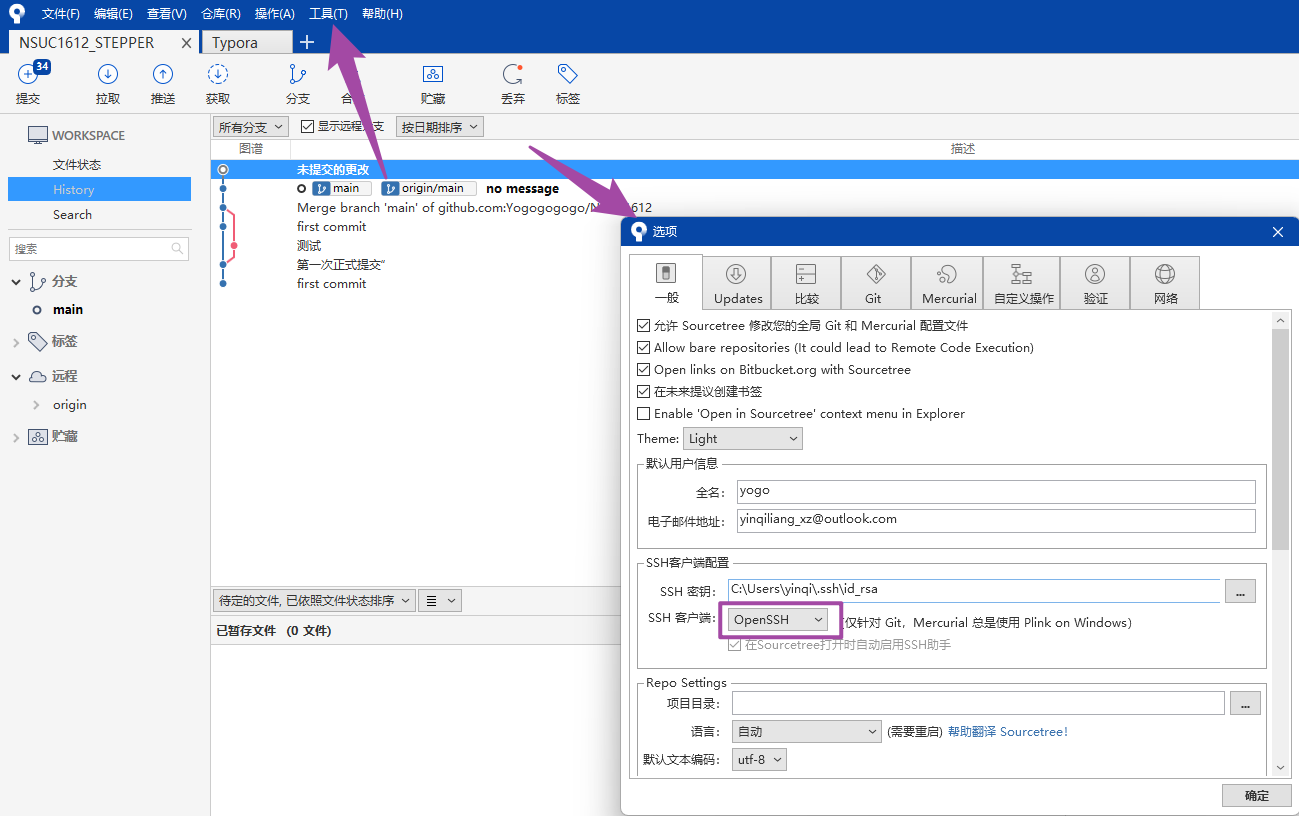 文件(F) 编辑(E) 查看(V) 仓库(R) 操作(A) 工具(T) 帮助(H)
NSUC1612_STEPPER Typora
34
提交 拉取 推送 获取 分支 贮藏 丢弃 标签
WORKSPACE
文件状态
History
Search
搜索
分支
main
标签
远程
origin
贮藏
所有分支 显示远程分支 按日期排序
图谱 描述
未提交的更改
main origin/main no message
Merge branch 'main' of github.com:Yogogogogo/NSUC1612
first commit
测试
第一次正式提交“
first commit
待定的文件, 已依照文件状态排序
已暂存文件 (0 文件)
选项
一般 Updates 比较 Git Mercurial 自定义操作 验证 网络
允许 Sourcetree 修改您的全局 Git 和 Mercurial 配置文件
Allow bare repositories (It could lead to Remote Code Execution)
Open links on Bitbucket.org with Sourcetree
在未来提议创建书签
Enable 'Open in Sourcetree' context menu in Explorer
Theme: Light
默认用户信息
全名: yogo
电子邮件地址: yinqiliang_xz@outlook.com
SSH客户端配置
SSH 密钥: C:\Users\yinqi\.ssh\id_rsa ...
SSH 客户端: OpenSSH (仅针对 Git，Mercurial 总是使用 Plink on Windows)
在Sourcetree打开时自动启用SSH助手
Repo Settings
项目目录: ...
语言: 自动 (需要重启) 帮助翻译 Sourcetree!
默认文本编码: utf-8
确定